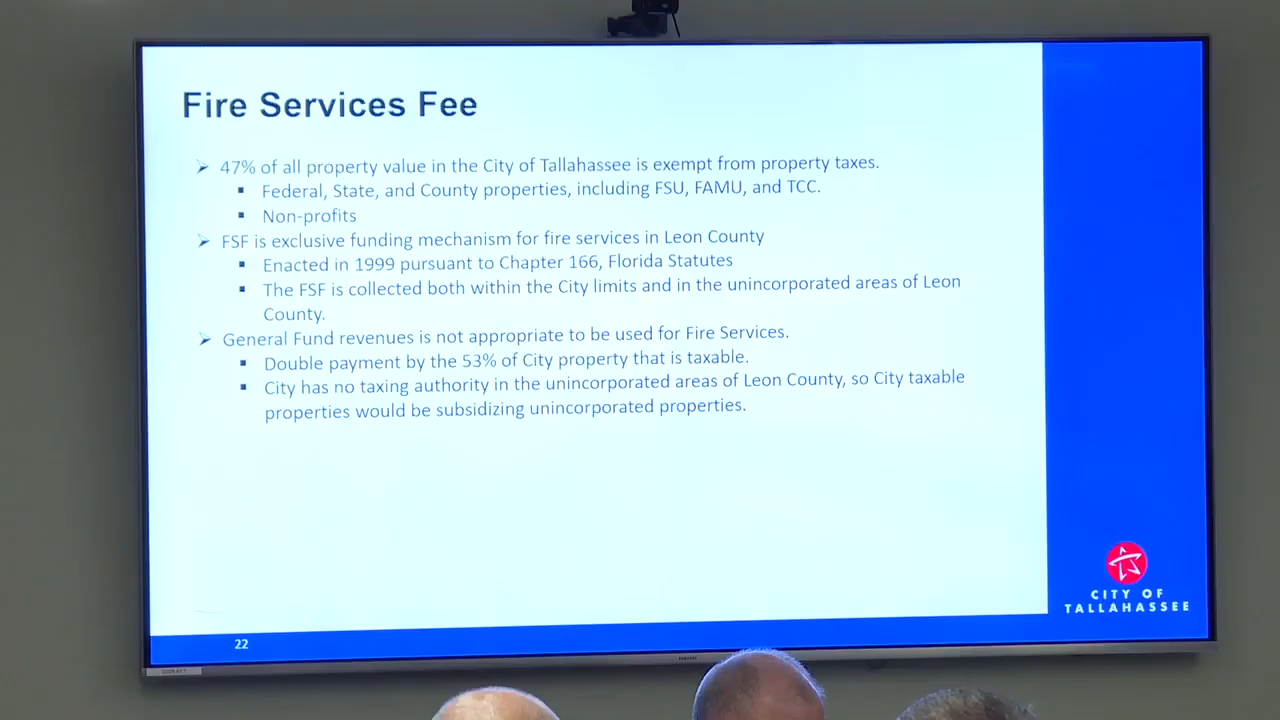 Fire Services Fee
➢ 47% of all property value in the City of Tallahassee is exempt from property taxes.
▪ Federal, State, and County properties, including FSU, FAMU, and TCC.
▪ Non-profits
➢ FSF is exclusive funding mechanism for fire services in Leon County
▪ Enacted in 1999 pursuant to Chapter 166, Florida Statutes
▪ The FSF is collected both within the City limits and in the unincorporated areas of Leon
County.
➢ General Fund revenues is not appropriate to be used for Fire Services.
▪ Double payment by the 53% of City property that is taxable.
▪ City has no taxing authority in the unincorporated areas of Leon County, so City taxable
properties would be subsidizing unincorporated properties.
CITY OF
TALLAHASSEE
22